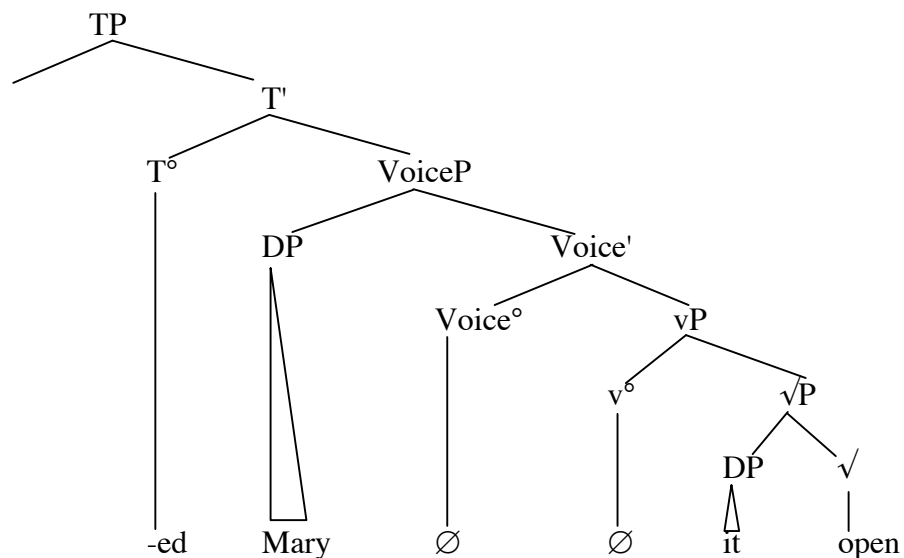 TP
T'
T° VoiceP
DP Voice'
Voice° vP
v° √P
DP √
-ed Mary ∅ ∅ it open